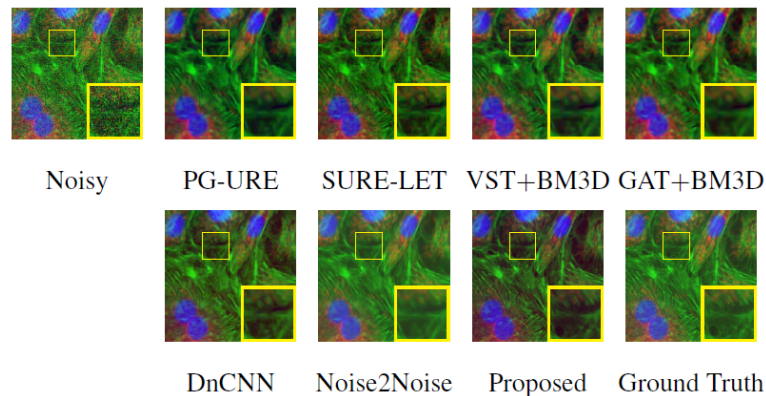 Noisy PG-URE SURE-LET VST+BM3D GAT+BM3D
DnCNN Noise2Noise Proposed Ground Truth